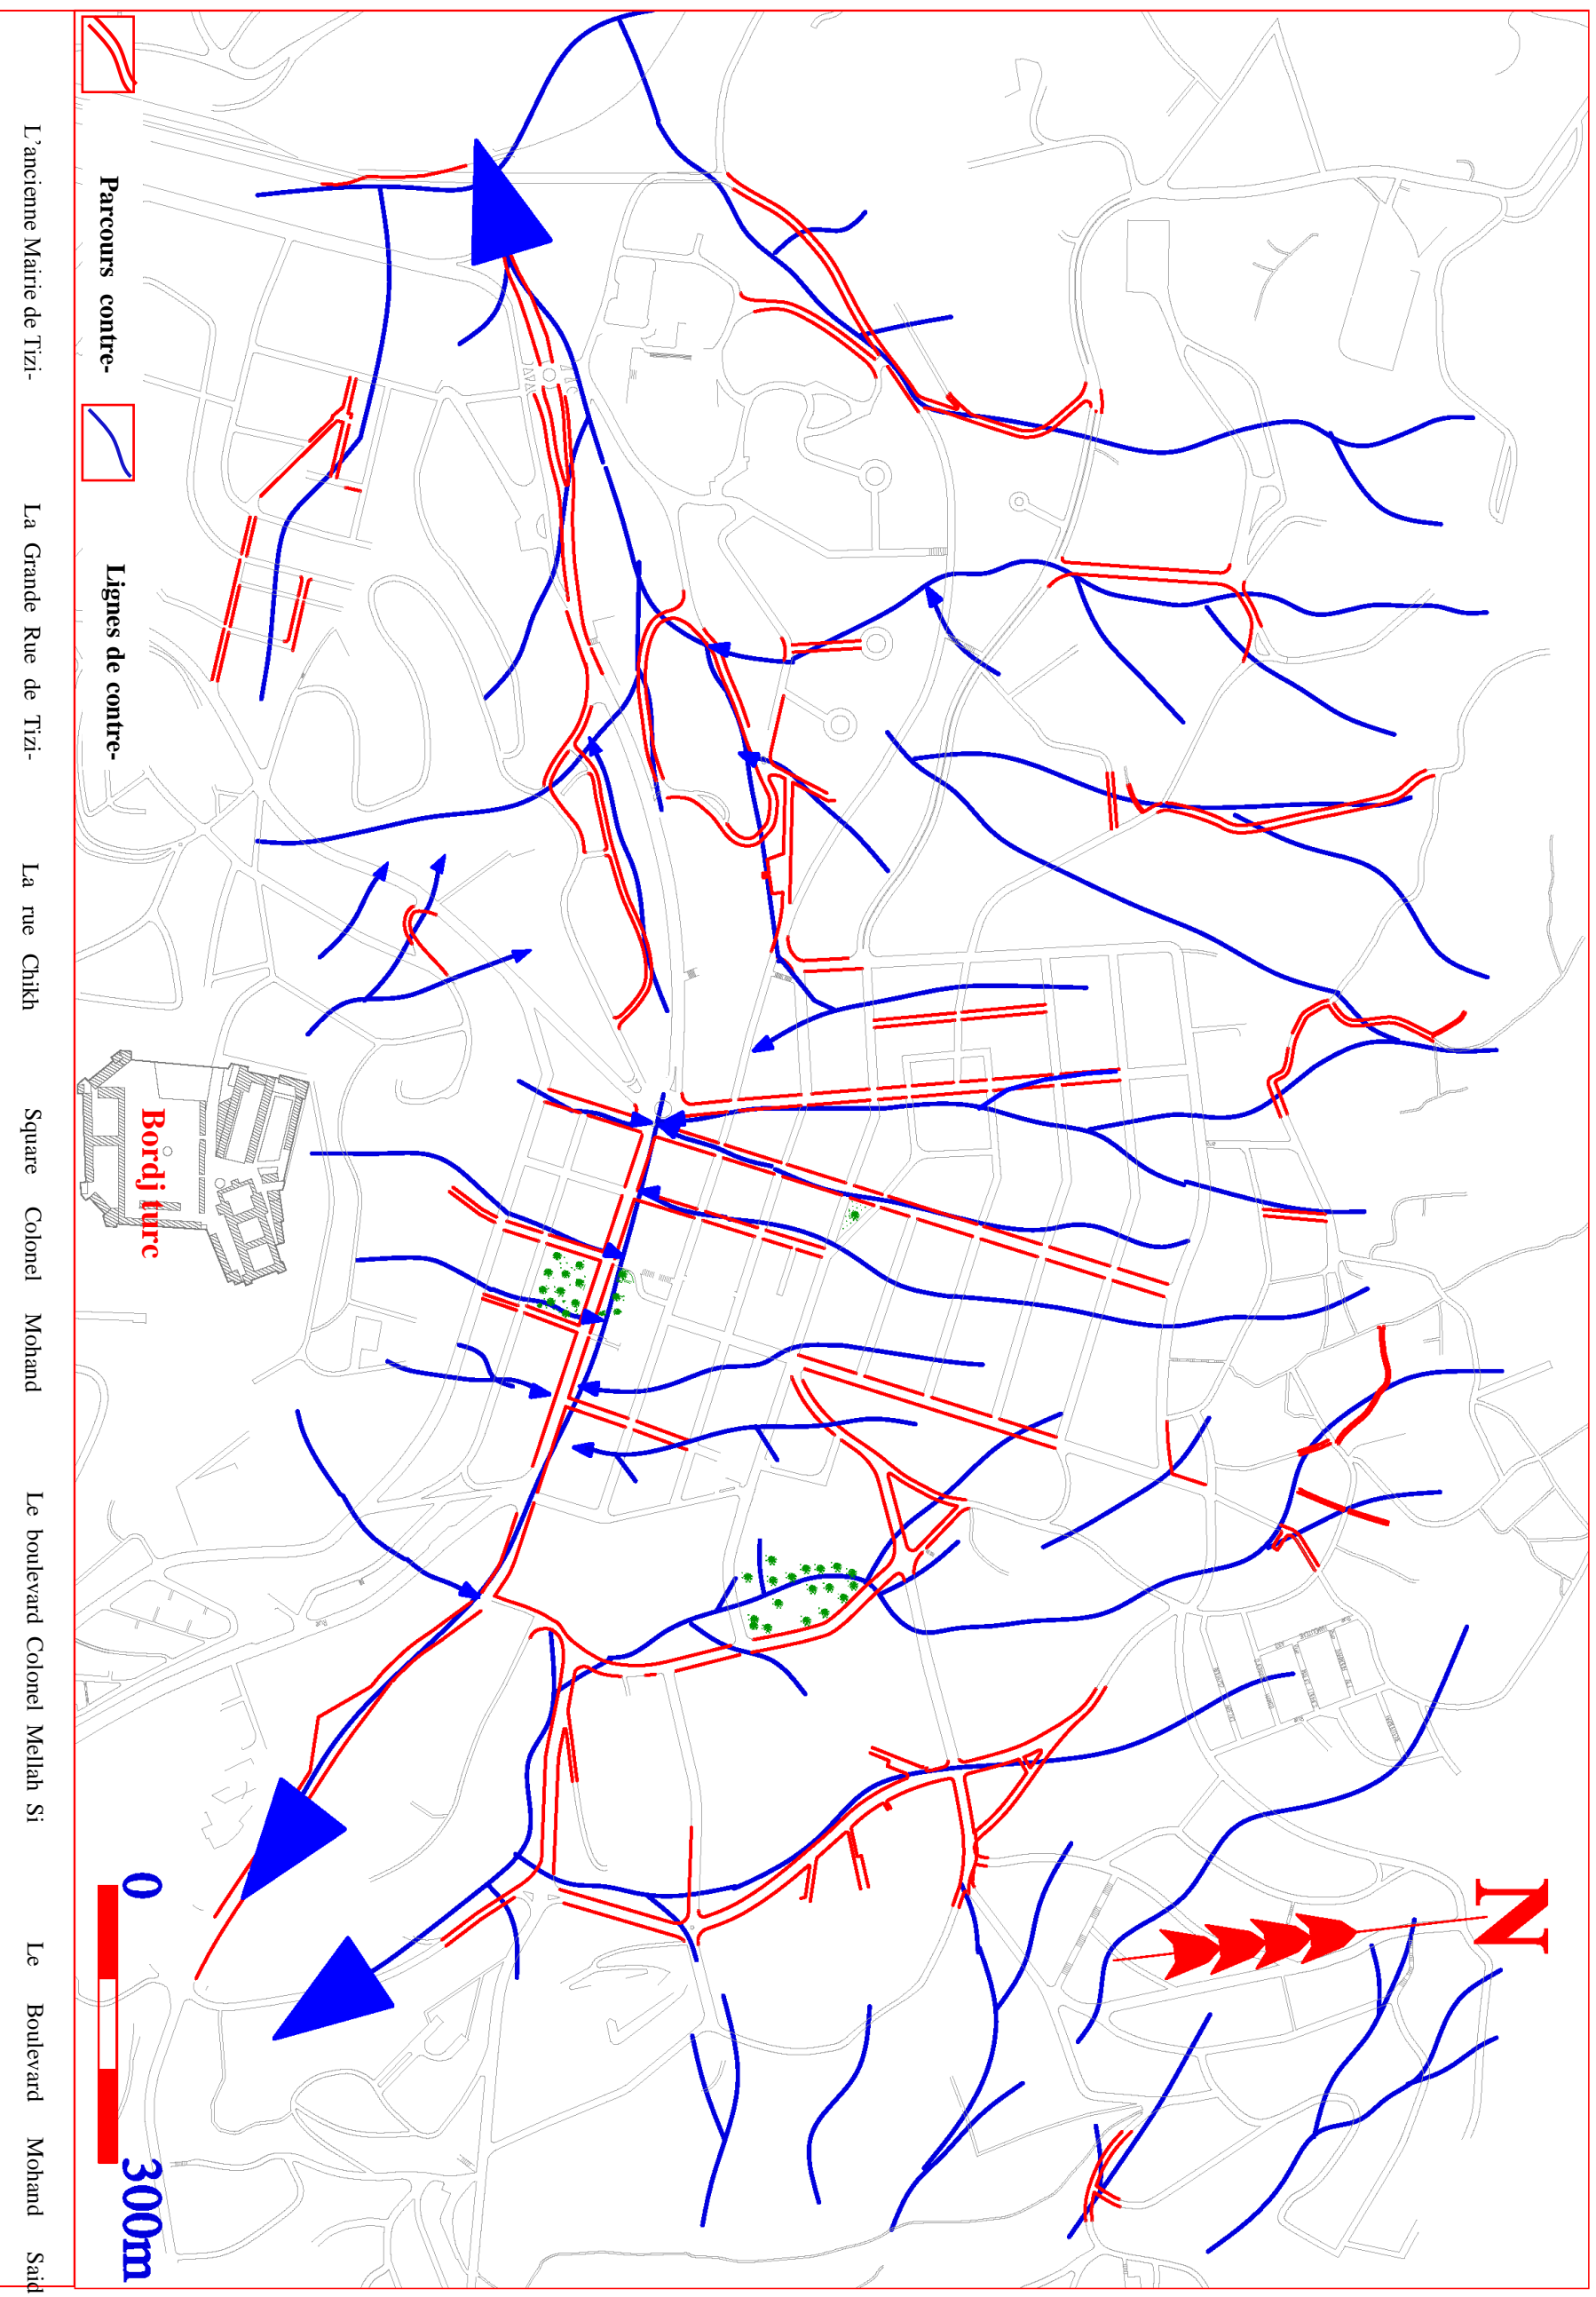 N
Bordj turc
0 300m
Parcours contre-
Lignes de contre-
L'ancienne Mairie de Tizi- La Grande Rue de Tizi- La rue Chikh Square Colonel Mohand Le boulevard Colonel Mellah Si Le Boulevard Mohand Said